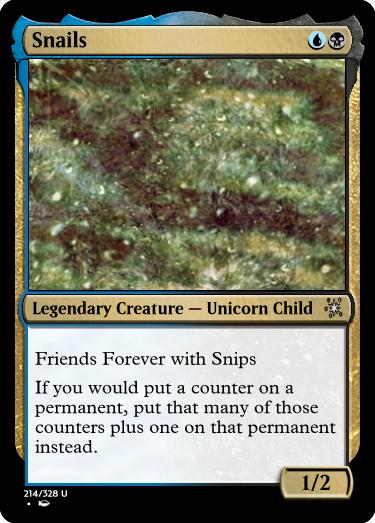 Snails
Legendary Creature — Unicorn Child
Friends Forever with Snips
If you would put a counter on a
permanent, put that many of those
counters plus one on that permanent
instead.
1/2
214/328 U